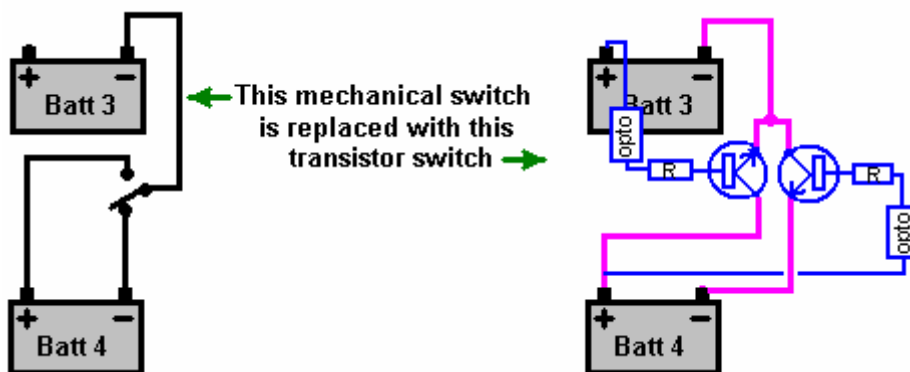 + −
Batt 3
This mechanical switch
is replaced with this
transistor switch
+ −
Batt 4
+ −
Batt 3
opto
R
R
opto
+ −
Batt 4